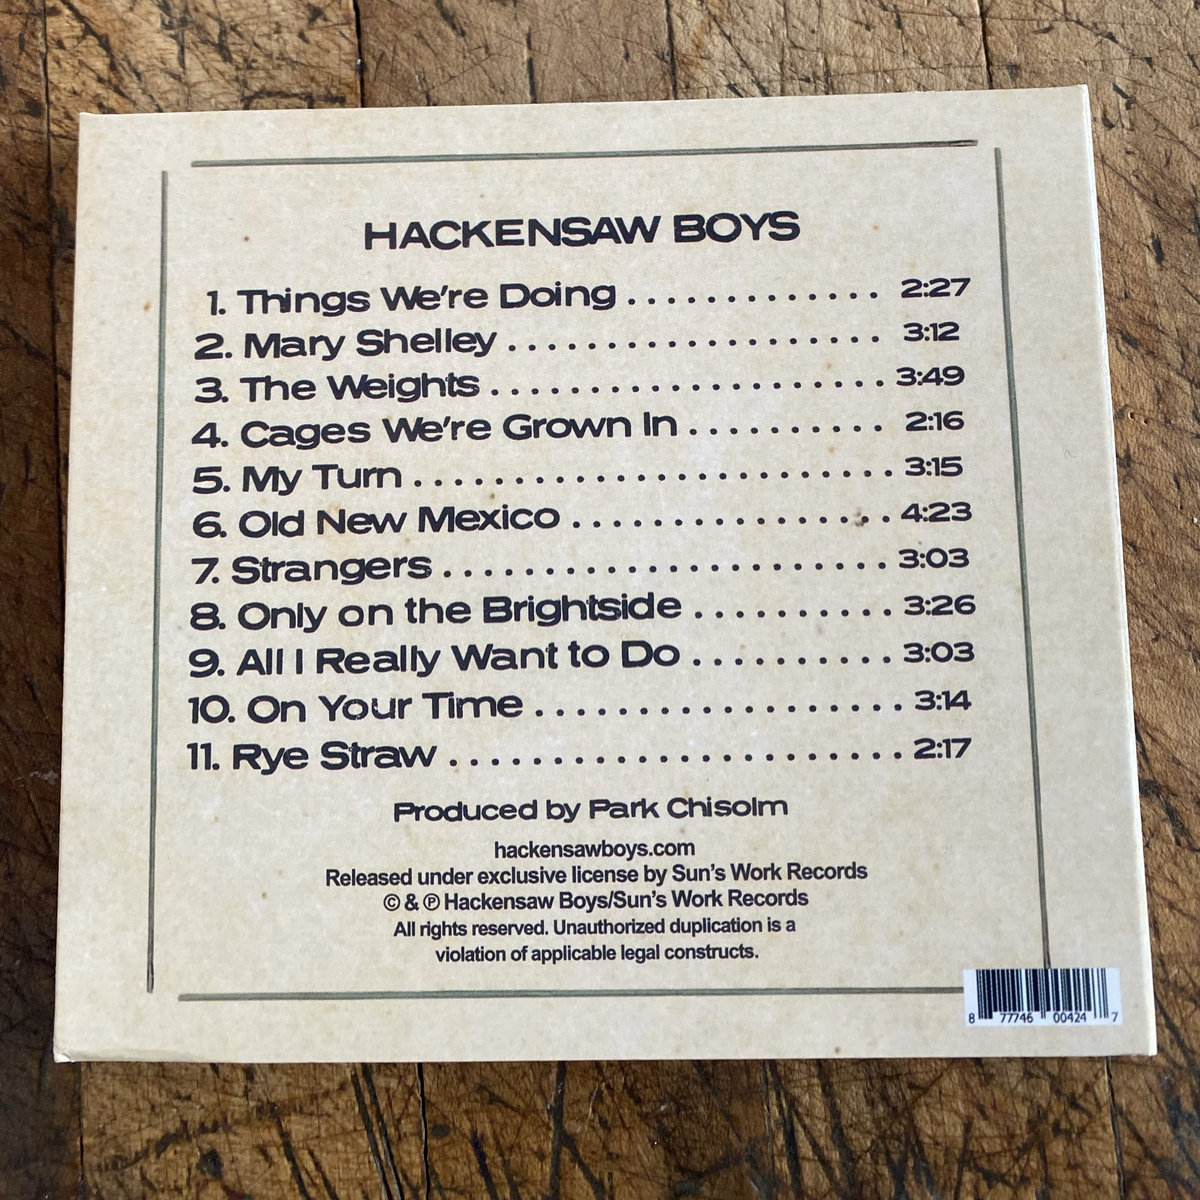 HACKENSAW BOYS
1. Things We're Doing . . . . . . . . . . . . . 2:27
2. Mary Shelley . . . . . . . . . . . . . . . . . . . 3:12
3. The Weights . . . . . . . . . . . . . . . . . . . . 3:49
4. Cages We're Grown In . . . . . . . . . . 2:16
5. My Turn . . . . . . . . . . . . . . . . . . . . . . . . 3:15
6. Old New Mexico . . . . . . . . . . . . . . . . 4:23
7. Strangers . . . . . . . . . . . . . . . . . . . . . . 3:03
8. Only on the Brightside . . . . . . . . . . 3:26
9. All I Really Want to Do . . . . . . . . . . 3:03
10. On Your Time . . . . . . . . . . . . . . . . . . 3:14
11. Rye Straw . . . . . . . . . . . . . . . . . . . . . . 2:17
Produced by Park Chisolm
hackensawboys.com
Released under exclusive license by Sun's Work Records
© & ℗ Hackensaw Boys/Sun's Work Records
All rights reserved. Unauthorized duplication is a
violation of applicable legal constructs.
8 77746 00424 7